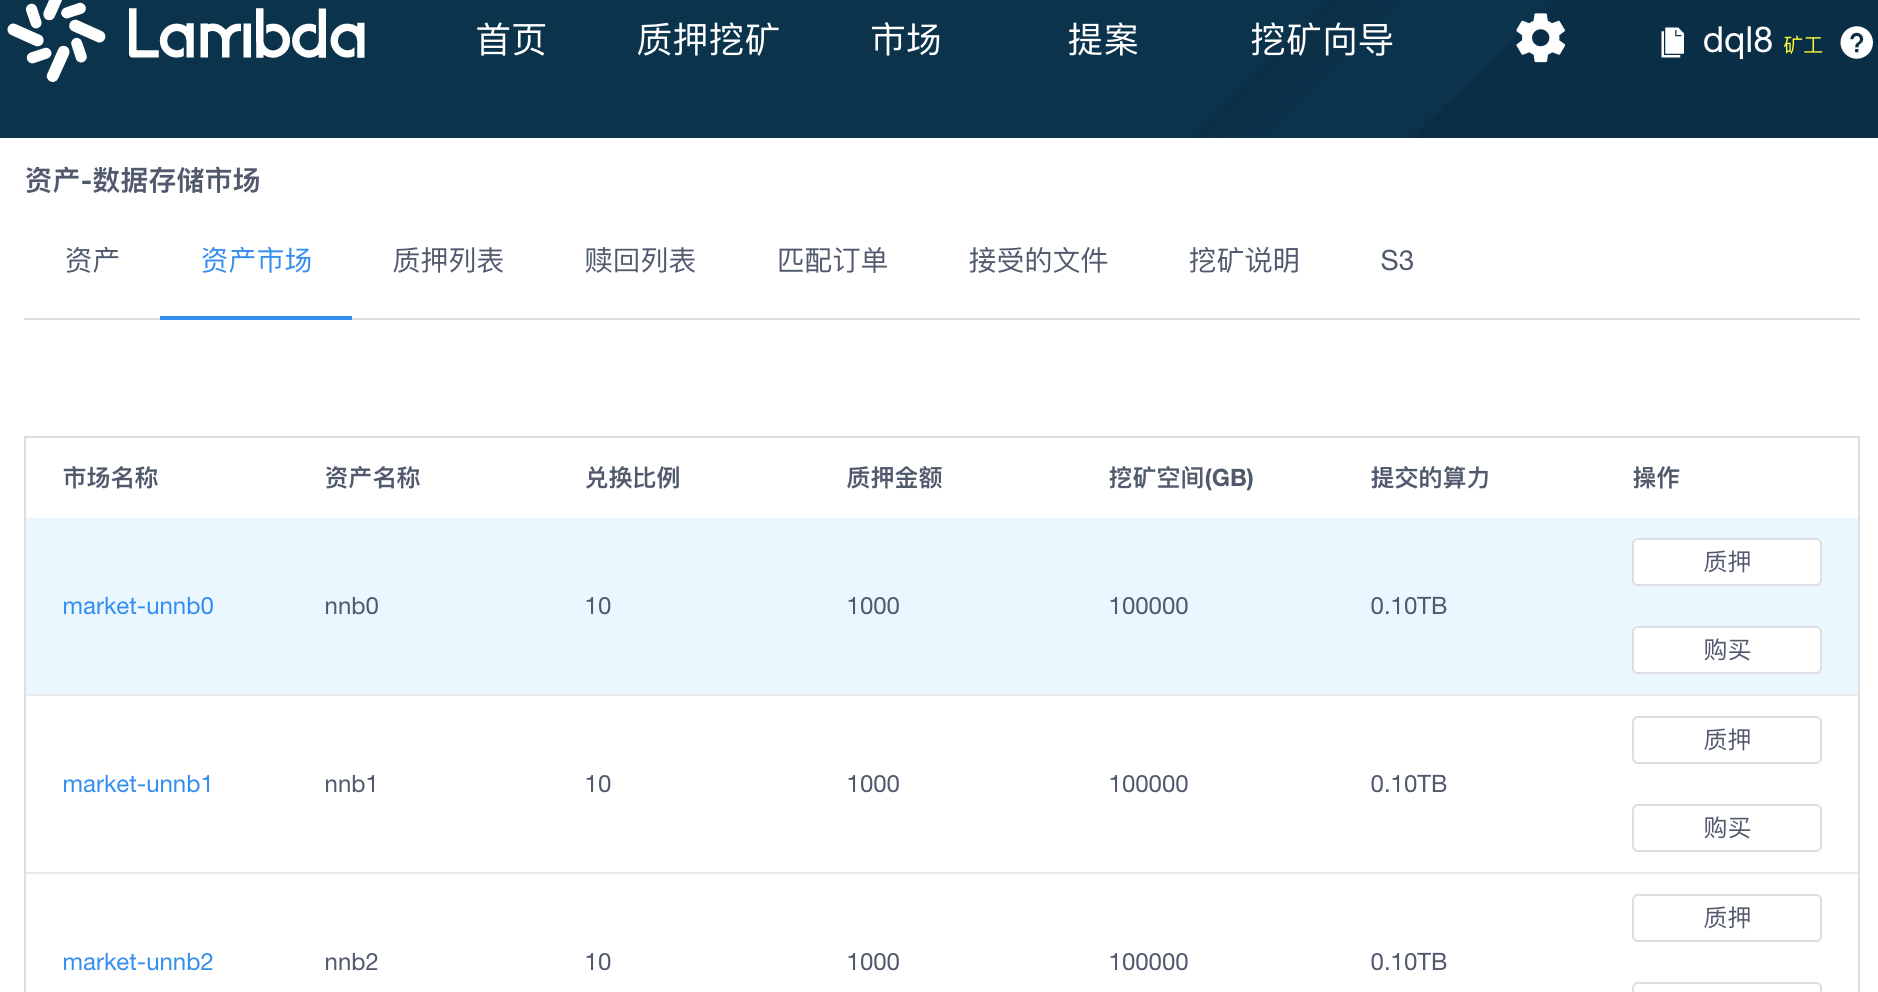 Lambda 首页 质押挖矿 市场 提案 挖矿向导 dql8 矿工 ?
资产-数据存储市场
资产 资产市场 质押列表 赎回列表 匹配订单 接受的文件 挖矿说明 S3
市场名称 资产名称 兑换比例 质押金额 挖矿空间(GB) 提交的算力 操作
质押
market-unnb0 nnb0 10 1000 100000 0.10TB
购买
质押
market-unnb1 nnb1 10 1000 100000 0.10TB
购买
质押
market-unnb2 nnb2 10 1000 100000 0.10TB